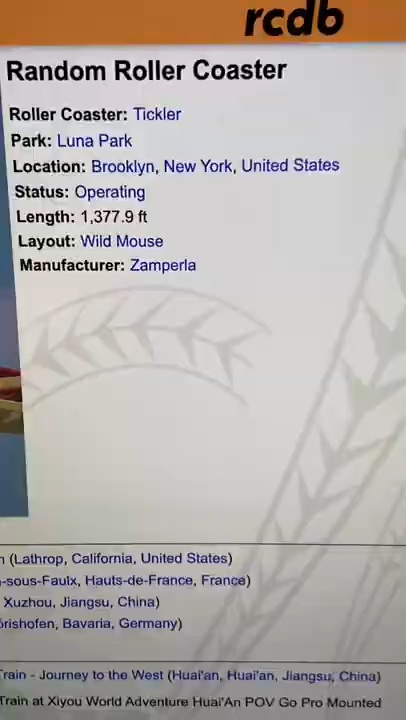 rcdb
Random Roller Coaster
Roller Coaster: Tickler
Park: Luna Park
Location: Brooklyn, New York, United States
Status: Operating
Length: 1,377.9 ft
Layout: Wild Mouse
Manufacturer: Zamperla
(Lathrop, California, United States)
-sous-Faulx, Hauts-de-France, France)
Xuzhou, Jiangsu, China)
örishofen, Bavaria, Germany)
Train - Journey to the West (Huai'an, Huai'an, Jiangsu, China)
Train at Xiyou World Adventure Huai'An POV Go Pro Mounted